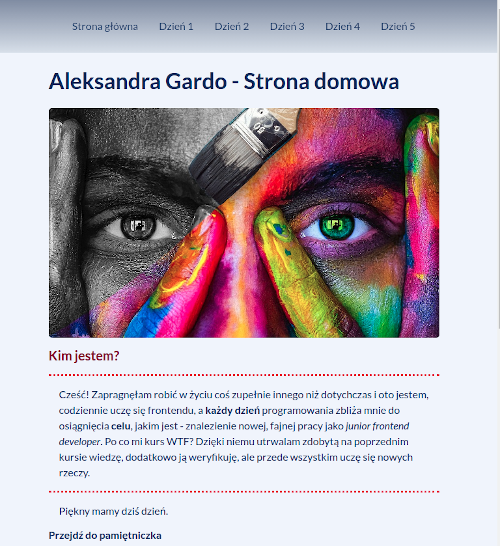 Strona główna Dzień 1 Dzień 2 Dzień 3 Dzień 4 Dzień 5
Aleksandra Gardo - Strona domowa
Kim jestem?
Cześć! Zapragnęłam robić w życiu coś zupełnie innego niż dotychczas i oto jestem,
codziennie uczę się frontendu, a każdy dzień programowania zbliża mnie do
osiągnięcia celu, jakim jest - znalezienie nowej, fajnej pracy jako junior frontend
developer. Po co mi kurs WTF? Dzięki niemu utrwalam zdobytą na poprzednim
kursie wiedzę, dodatkowo ją weryfikuję, ale przede wszystkim uczę się nowych
rzeczy.
Piękny mamy dziś dzień.
Przejdź do pamiętniczka